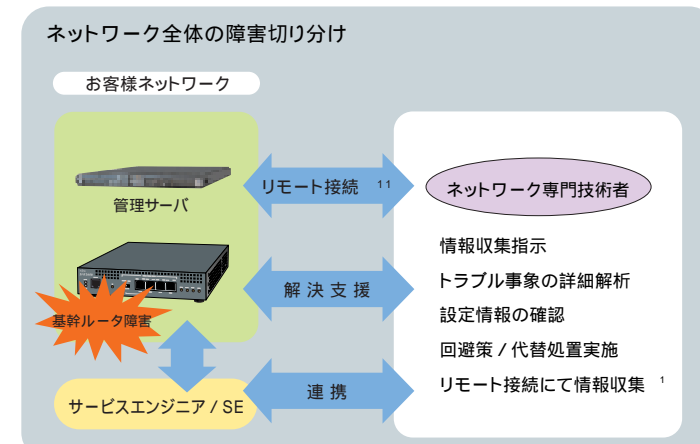 ネットワーク全体の障害切り分け
お客様ネットワーク
管理サーバ
基幹ルータ障害
サービスエンジニア / SE
リモート接続 11
解決支援
連携
ネットワーク専門技術者
情報収集指示
トラブル事象の詳細解析
設定情報の確認
回避策 / 代替処置実施
リモート接続にて情報収集 1